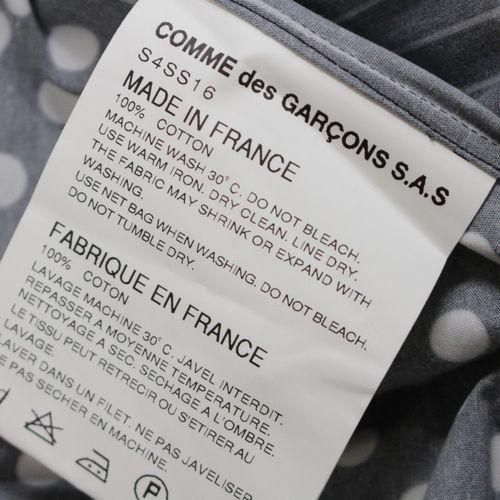 COMME des GARÇONS S.A.S
S4SS16
MADE IN FRANCE
100% COTTON
MACHINE WASH 30°C. DO NOT BLEACH.
USE WARM IRON. DRY CLEAN. LINE DRY.
THE FABRIC MAY SHRINK OR EXPAND WITH
WASHING.
USE NET BAG WHEN WASHING. DO NOT BLEACH.
DO NOT TUMBLE DRY.
FABRIQUE EN FRANCE
100% COTON
LAVAGE MACHINE 30°C. JAVEL INTERDIT.
REPASSER A MOYENNE TEMPERATURE.
NETTOYAGE A SEC. SECHAGE A L'OMBRE.
LE TISSU PEUT RETRECIR OU S'ETIRER AU
LAVAGE.
LAVER DANS UN FILET. NE PAS JAVELISER
NE PAS SECHER EN MACHINE.
P